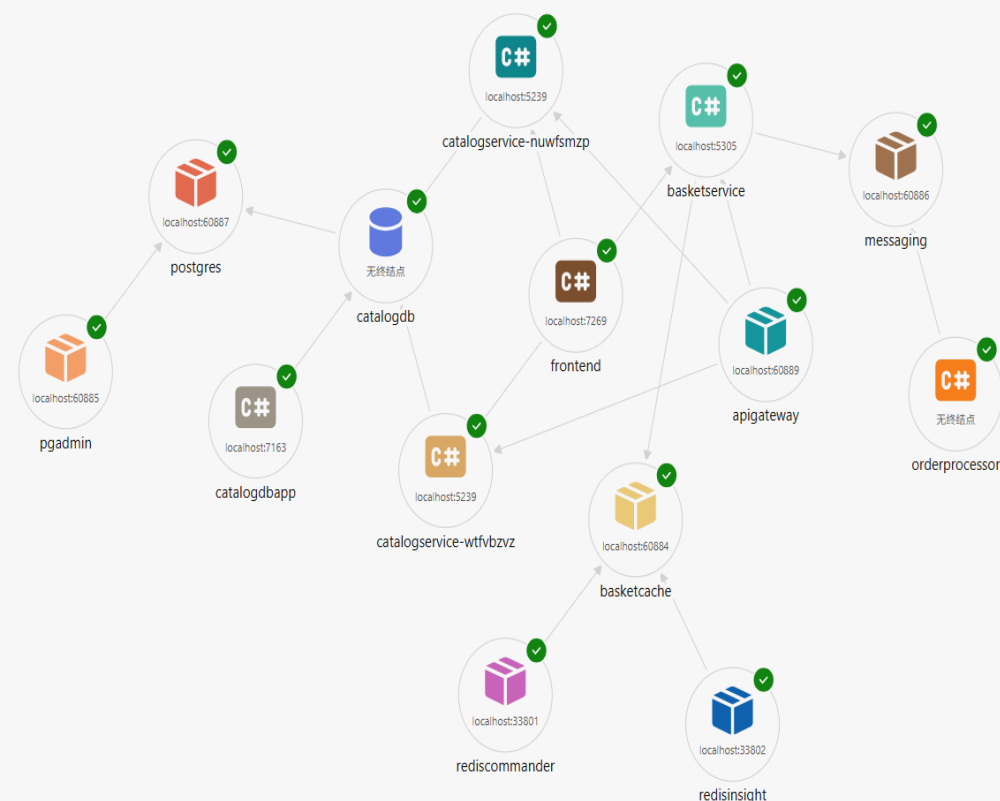 C#
localhost:5239
catalogservice-nuwfsmzp
C#
localhost:5305
basketservice
localhost:60886
messaging
localhost:60887
postgres
无终结点
catalogdb
C#
localhost:7269
frontend
localhost:60889
apigateway
localhost:60885
pgadmin
C#
localhost:7163
catalogdbapp
C#
localhost:5239
catalogservice-wtfvbzvz
C#
无终结点
orderprocessor
localhost:60884
basketcache
localhost:33801
rediscommander
localhost:33802
redisinsight